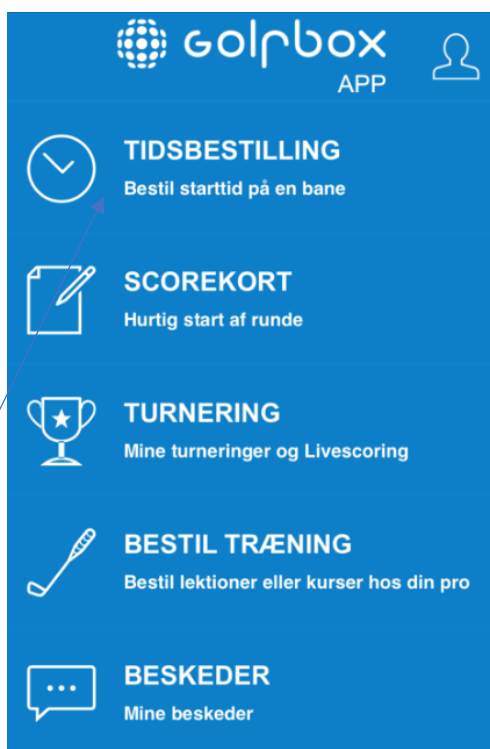 GOLFBOX
APP
TIDSBESTILLING
Bestil starttid på en bane
SCOREKORT
Hurtig start af runde
TURNERING
Mine turneringer og Livescoring
BESTIL TRÆNING
Bestil lektioner eller kurser hos din pro
BESKEDER
Mine beskeder